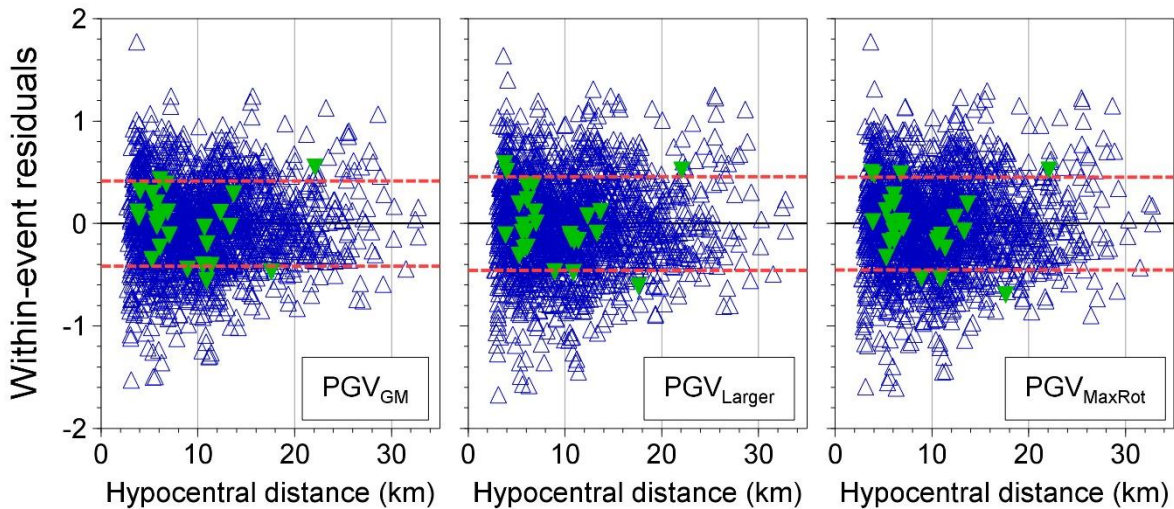 Within-event residuals
2
1
0
-1
-2
PGV_GM
PGV_Larger
PGV_MaxRot
0 10 20 30
0 10 20 30
0 10 20 30
Hypocentral distance (km)
Hypocentral distance (km)
Hypocentral distance (km)